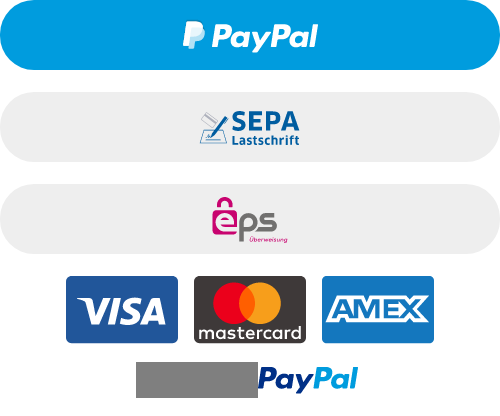 PayPal
SEPA
Lastschrift
eps
Überweisung
VISA
mastercard
AMEX
PayPal